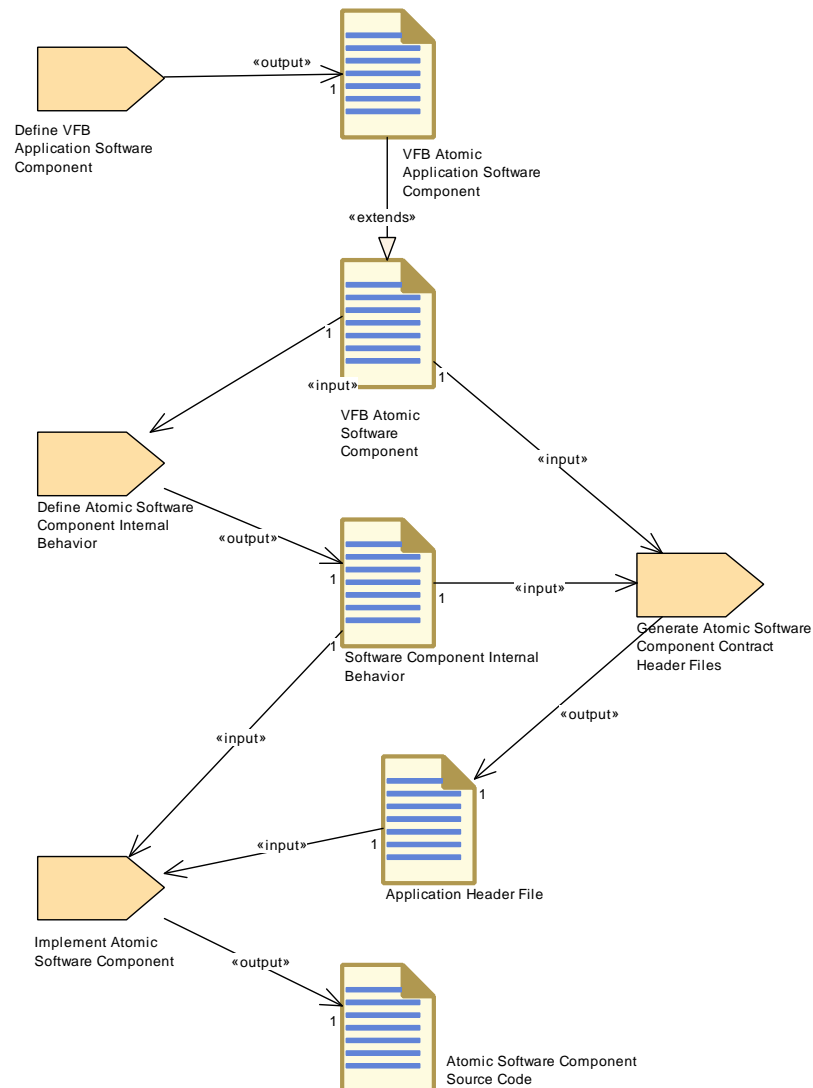 «output»
1
Define VFB
Application Software
Component
VFB Atomic
Application Software
Component
«extends»
1
1
«input»
VFB Atomic
Software
Component
«input»
Define Atomic Software
Component Internal
Behavior
«output»
1
1
«input»
1
Software Component Internal
Behavior
Generate Atomic Software
Component Contract
Header Files
«output»
«input»
1
1
«input»
Application Header File
Implement Atomic
Software Component
«output»
1
Atomic Software Component
Source Code